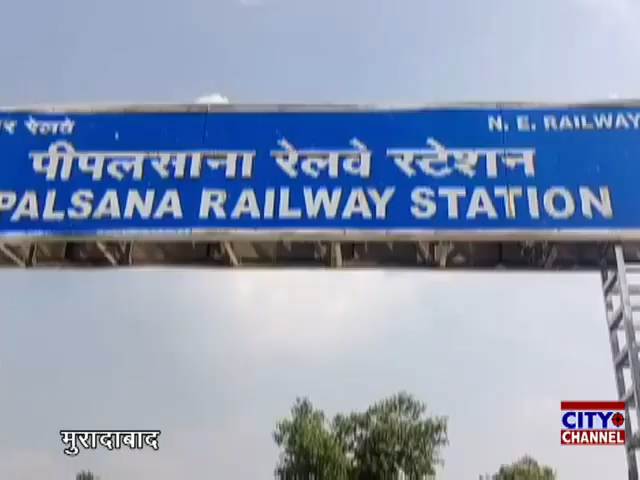 र रेलवे N. E. RAILWAY
पीपलसाना रेलवे स्टेशन
PALSANA RAILWAY STATION
मुरादाबाद
CITY
CHANNEL